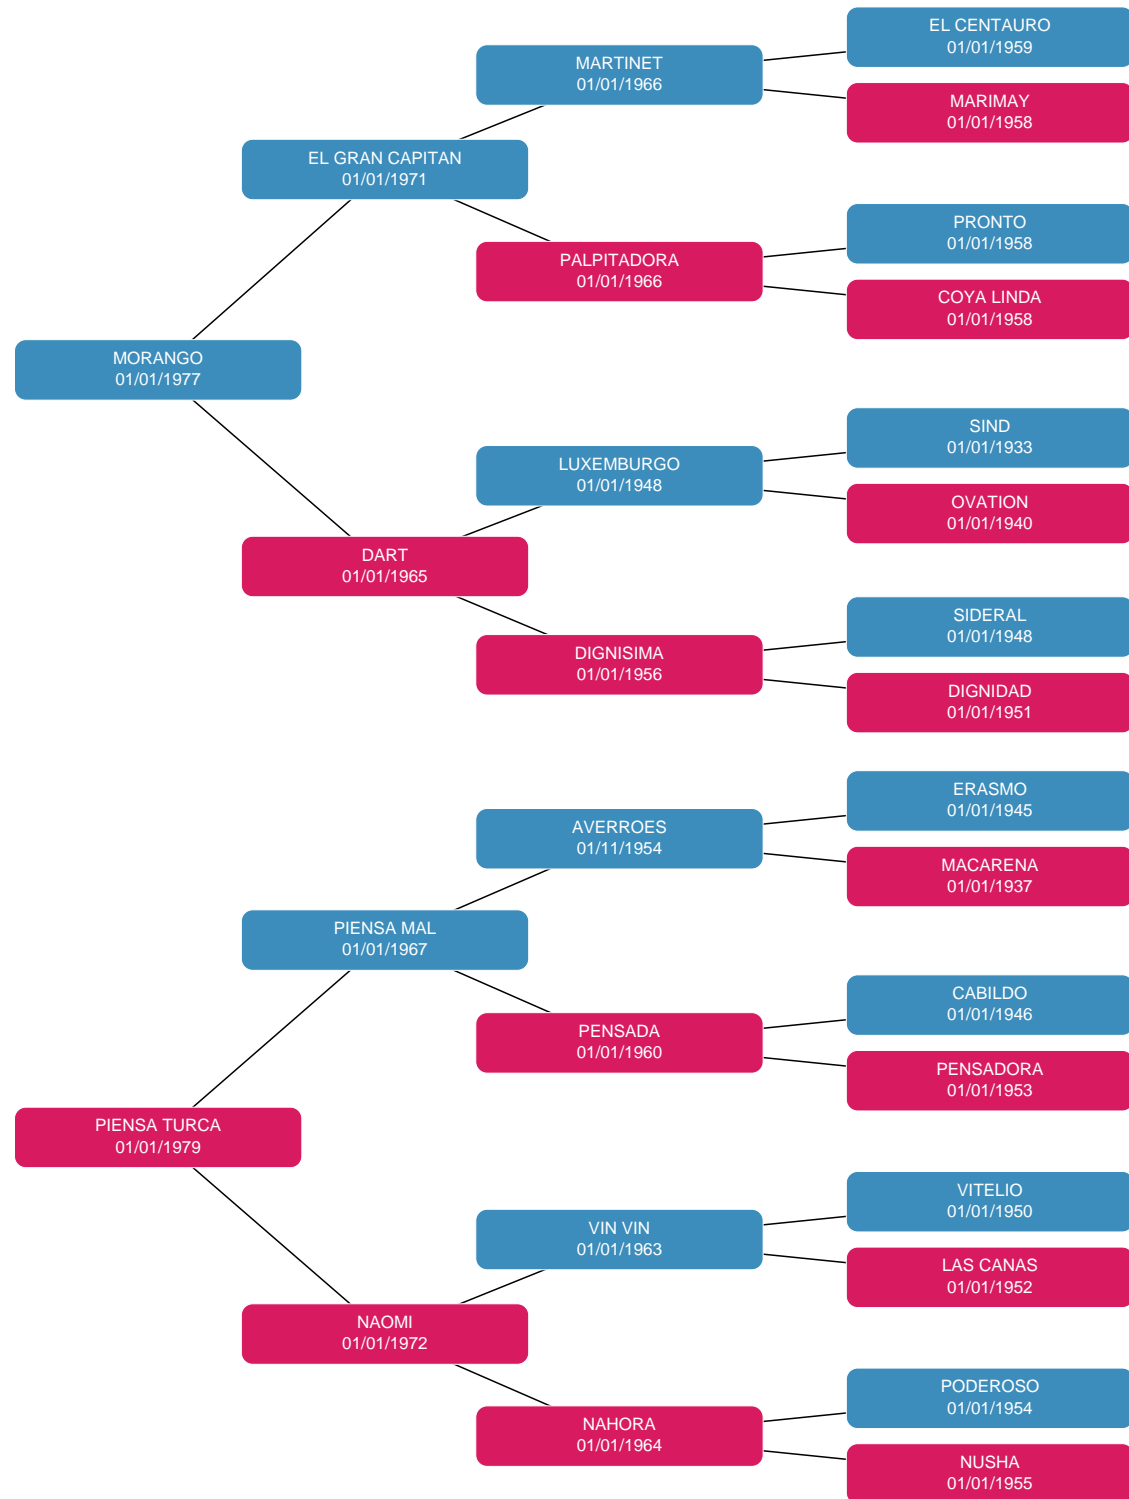 EL CENTAURO
01/01/1959
MARTINET
01/01/1966
MARIMAY
01/01/1958
EL GRAN CAPITAN
01/01/1971
PRONTO
01/01/1958
PALPITADORA
01/01/1966
COYA LINDA
01/01/1958
MORANGO
01/01/1977
SIND
01/01/1933
LUXEMBURGO
01/01/1948
OVATION
01/01/1940
DART
01/01/1965
SIDERAL
01/01/1948
DIGNISIMA
01/01/1956
DIGNIDAD
01/01/1951
ERASMO
01/01/1945
AVERROES
01/11/1954
MACARENA
01/01/1937
PIENSA MAL
01/01/1967
CABILDO
01/01/1946
PENSADA
01/01/1960
PENSADORA
01/01/1953
PIENSA TURCA
01/01/1979
VITELIO
01/01/1950
VIN VIN
01/01/1963
LAS CANAS
01/01/1952
NAOMI
01/01/1972
PODEROSO
01/01/1954
NAHORA
01/01/1964
NUSHA
01/01/1955